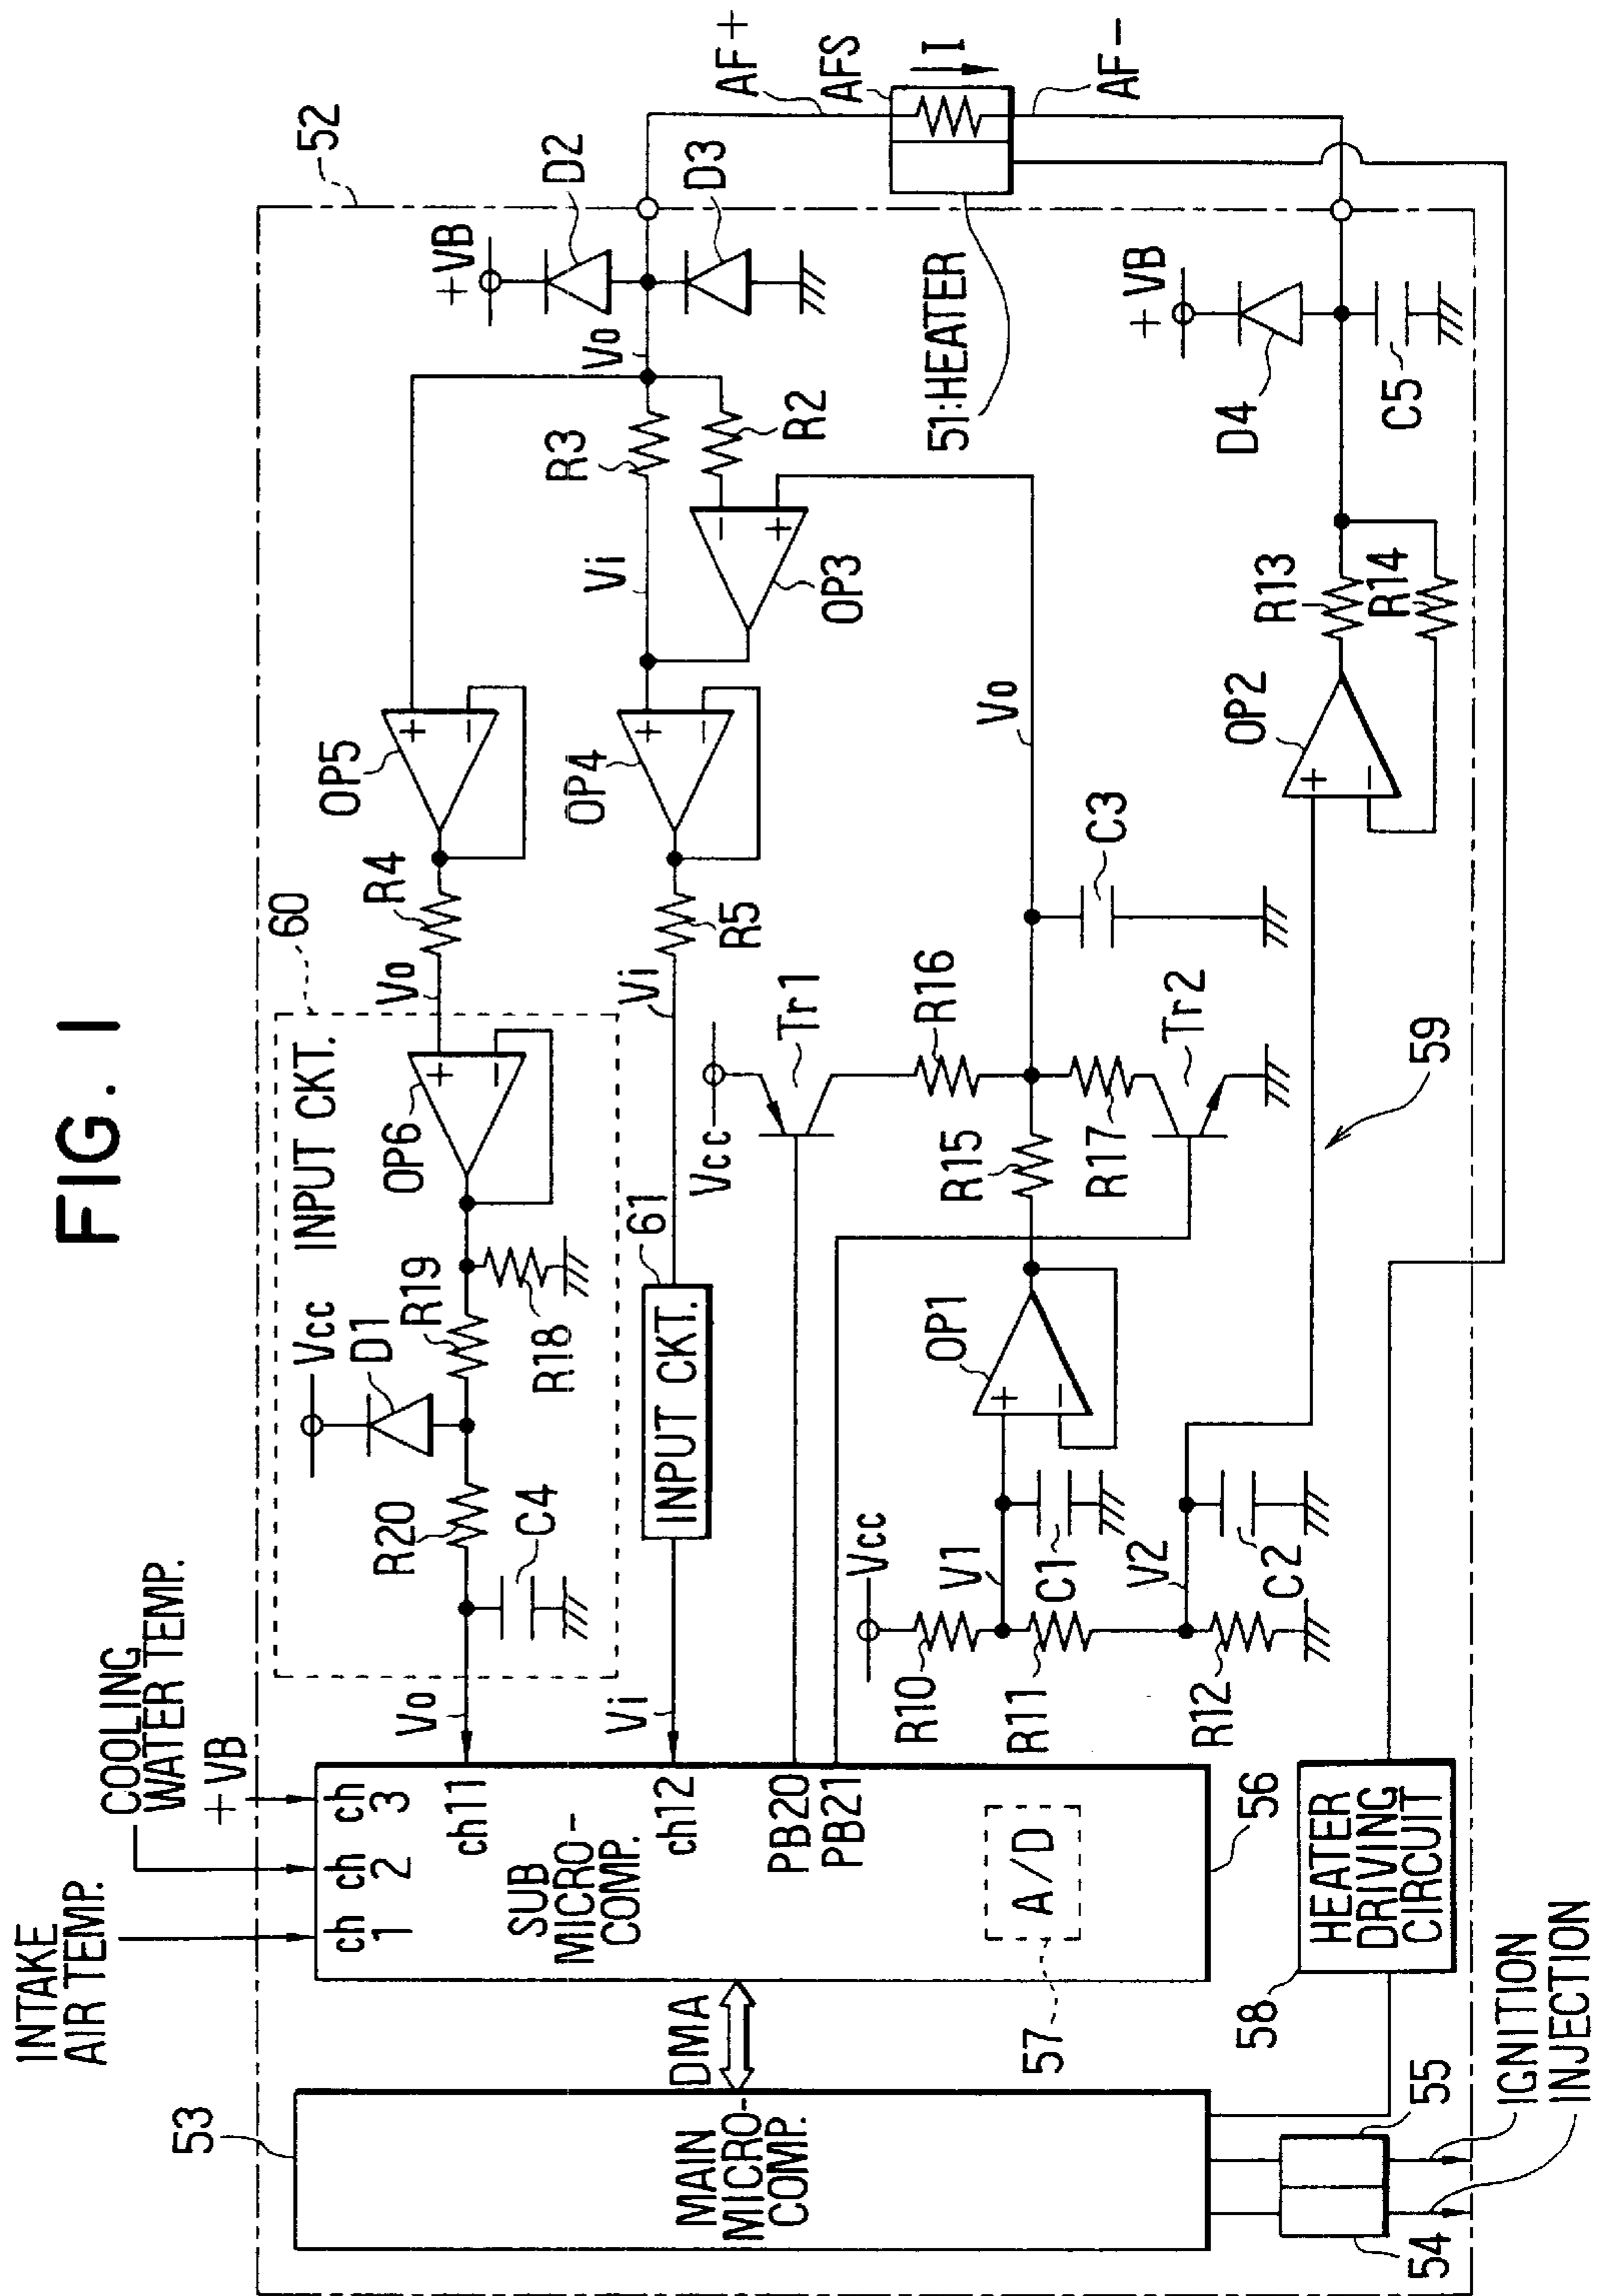 FIG. 1
52
AF+
AFS
I
AF−
+VB
D2
D3
51:HEATER
Vo
R3
R2
Vi
OP3
+VB
D4
C5
R13
R14
OP2
OP5
OP4
Vo
C3
R4
R5
60
Vo
Vi
INPUT CKT.
OP6
Vcc
Tr1
R16
Tr2
R15
R17
59
61
INPUT CKT.
Vcc
D1
R19
R18
R20
C4
OP1
Vcc
V1
C1
V2
C2
R10
R11
R12
INTAKE
AIR TEMP.
COOLING
WATER TEMP.
+VB
Vo
Vi
ch
1
ch
2
ch
3
ch11
ch12
PB20
PB21
SUB
MICRO-
COMP.
A/D
57
56
DMA
53
MAIN
MICRO-
COMP.
HEATER
DRIVING
CIRCUIT
58
54
55
IGNITION
INJECTION